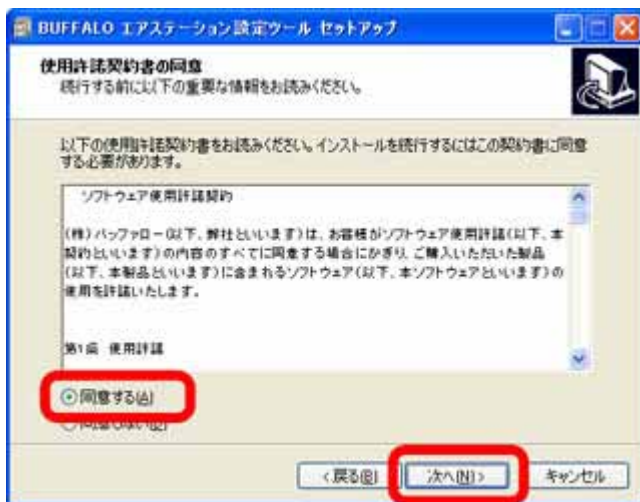 BUFFALO エアステーション設定ツール セットアップ
使用許諾契約書の同意
続行する前に以下の重要な情報をお読みください。
以下の使用許諾契約書をお読みください。インストールを続行するにはこの契約書に同意
する必要があります。
ソフトウェア使用許諾契約
(株)バッファロー(以下、弊社といいます)は、お客様がソフトウェア使用許諾(以下、本
契約といいます)の内容のすべてに同意する場合にかぎり、ご購入いただいた製品
(以下、本製品といいます)に含まれるソフトウェア(以下、本ソフトウェアといいます)の
使用を許諾いたします。
第1条 使用許諾
同意する(A)
同意しない(D)
<戻る(B) 次へ(N)> キャンセル